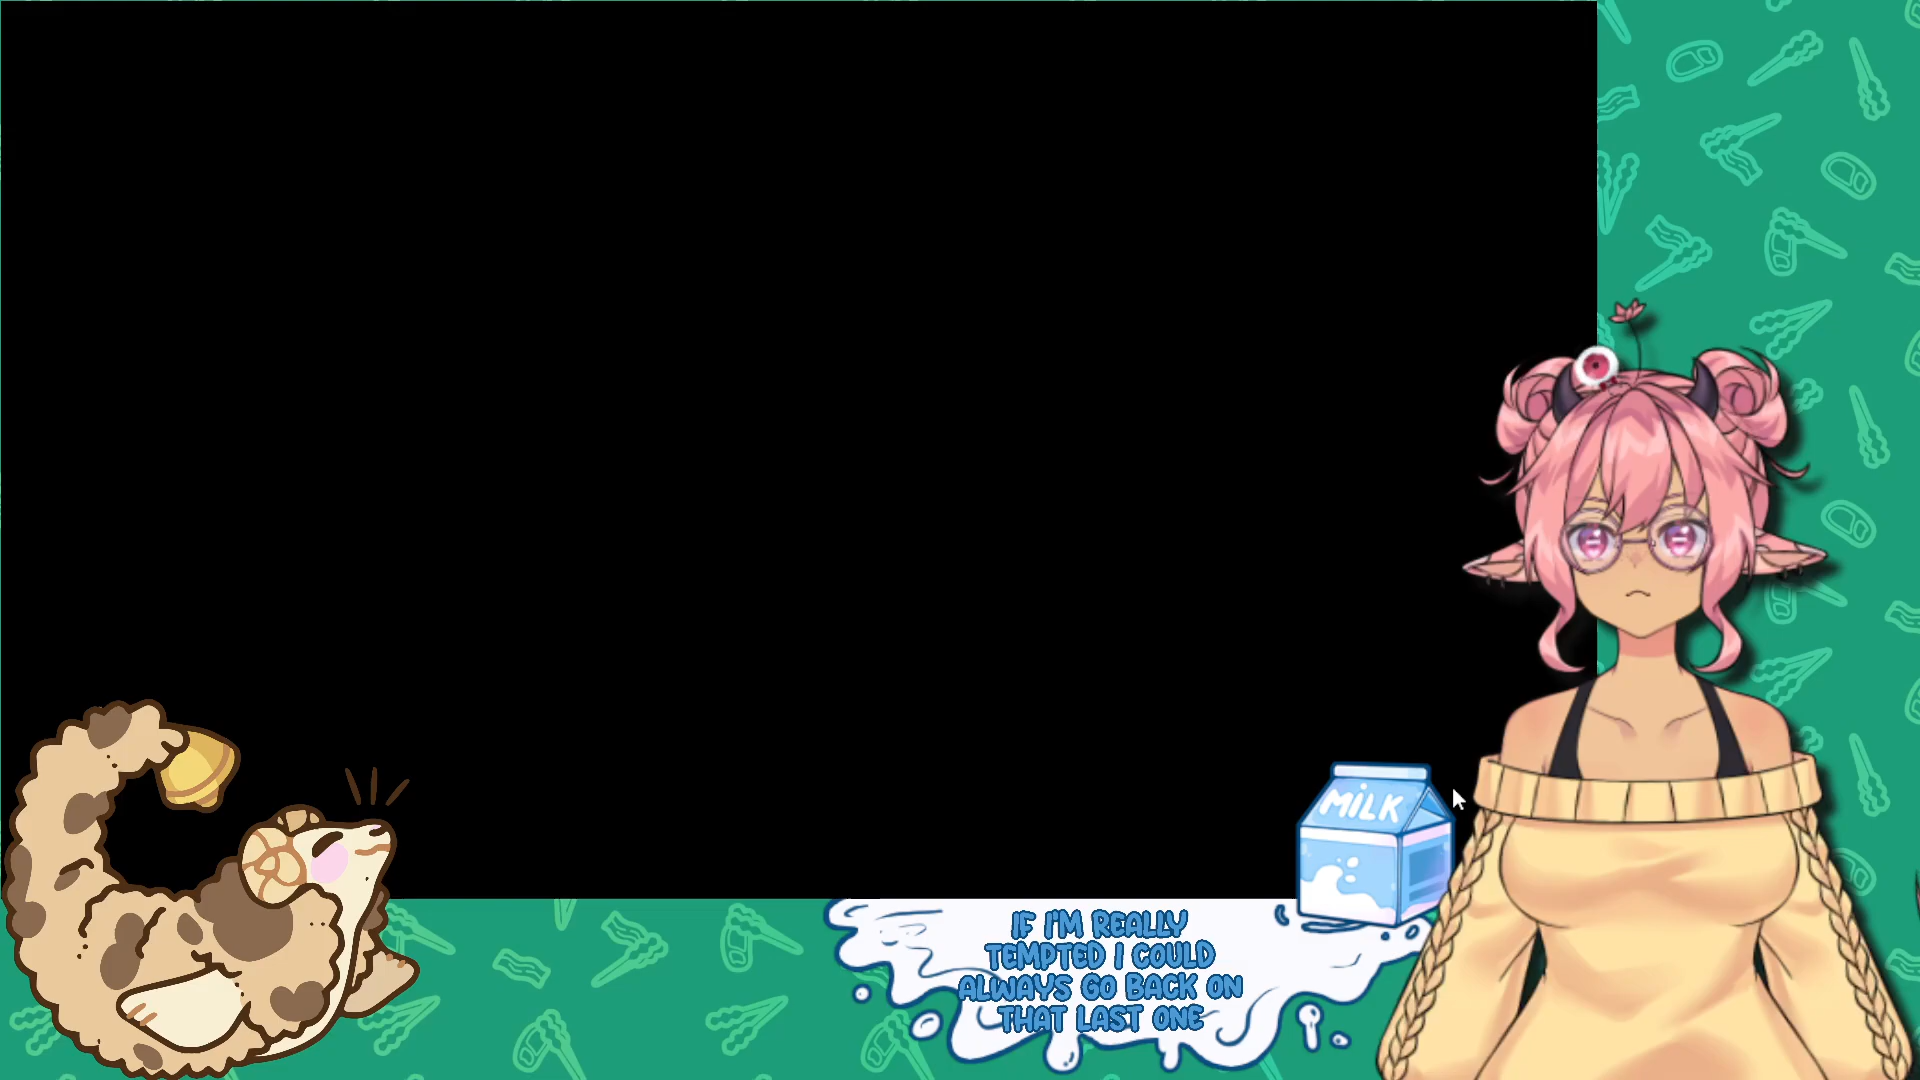 MiLK
IF I'M REALLY
TEMPTED I COULD
ALWAYS GO BACK ON
THAT LAST ONE